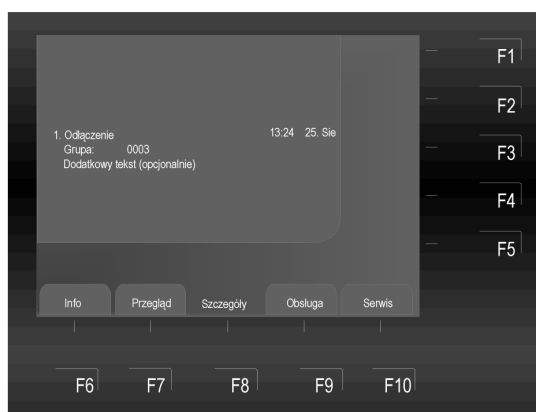 F1
F2
1. Odłączenie 13:24 25. Sie
Grupa: 0003
F3
Dodatkowy tekst (opcjonalnie)
F4
F5
Info Przegląd Szczegóły Obsługa Serwis
F6 F7 F8 F9 F10